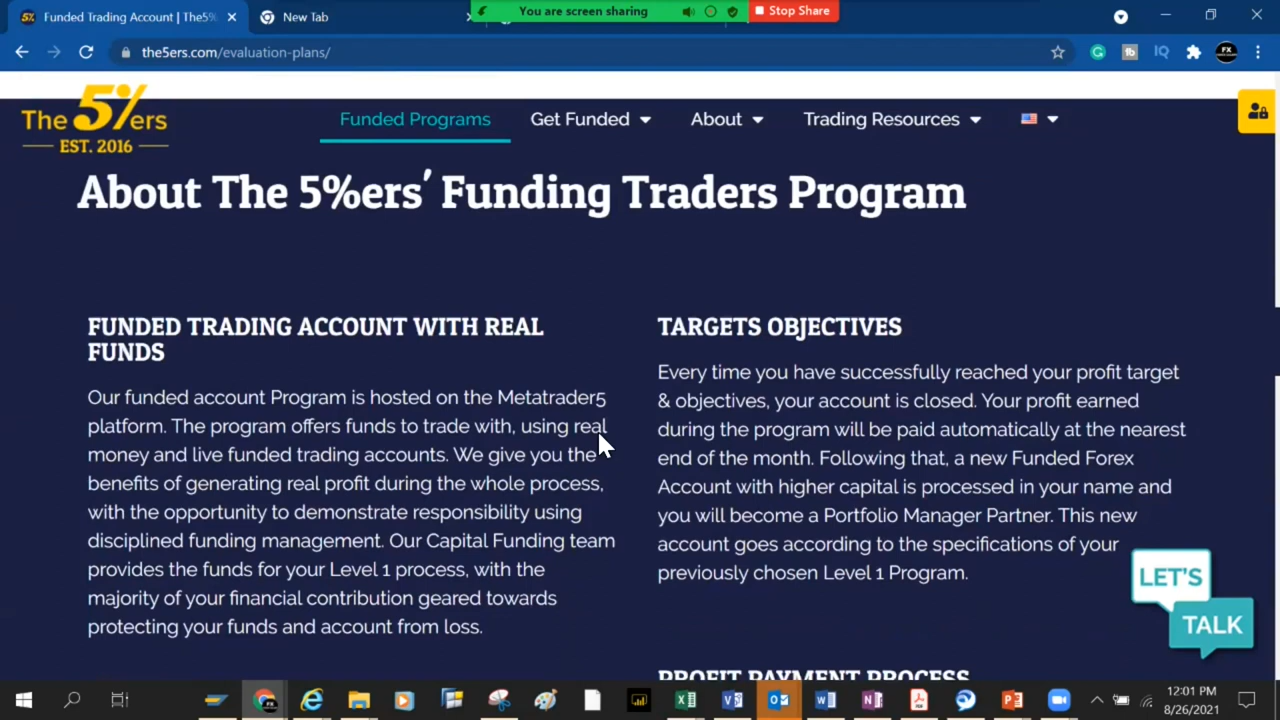 Funded Trading Account | The5%
New Tab
You are screen sharing
Stop Share
the5ers.com/evaluation-plans/
The 5%ers
EST. 2016
Funded Programs
Get Funded
About
Trading Resources
About The 5%ers' Funding Traders Program
FUNDED TRADING ACCOUNT WITH REAL
FUNDS
Our funded account Program is hosted on the Metatrader5
platform. The program offers funds to trade with, using real
money and live funded trading accounts. We give you the
benefits of generating real profit during the whole process,
with the opportunity to demonstrate responsibility using
disciplined funding management. Our Capital Funding team
provides the funds for your Level 1 process, with the
majority of your financial contribution geared towards
protecting your funds and account from loss.
TARGETS OBJECTIVES
Every time you have successfully reached your profit target
& objectives, your account is closed. Your profit earned
during the program will be paid automatically at the nearest
end of the month. Following that, a new Funded Forex
Account with higher capital is processed in your name and
you will become a Portfolio Manager Partner. This new
account goes according to the specifications of your
previously chosen Level 1 Program.
PROFIT PAYMENT PROCESS
LET'S
TALK
12:01 PM
8/26/2021